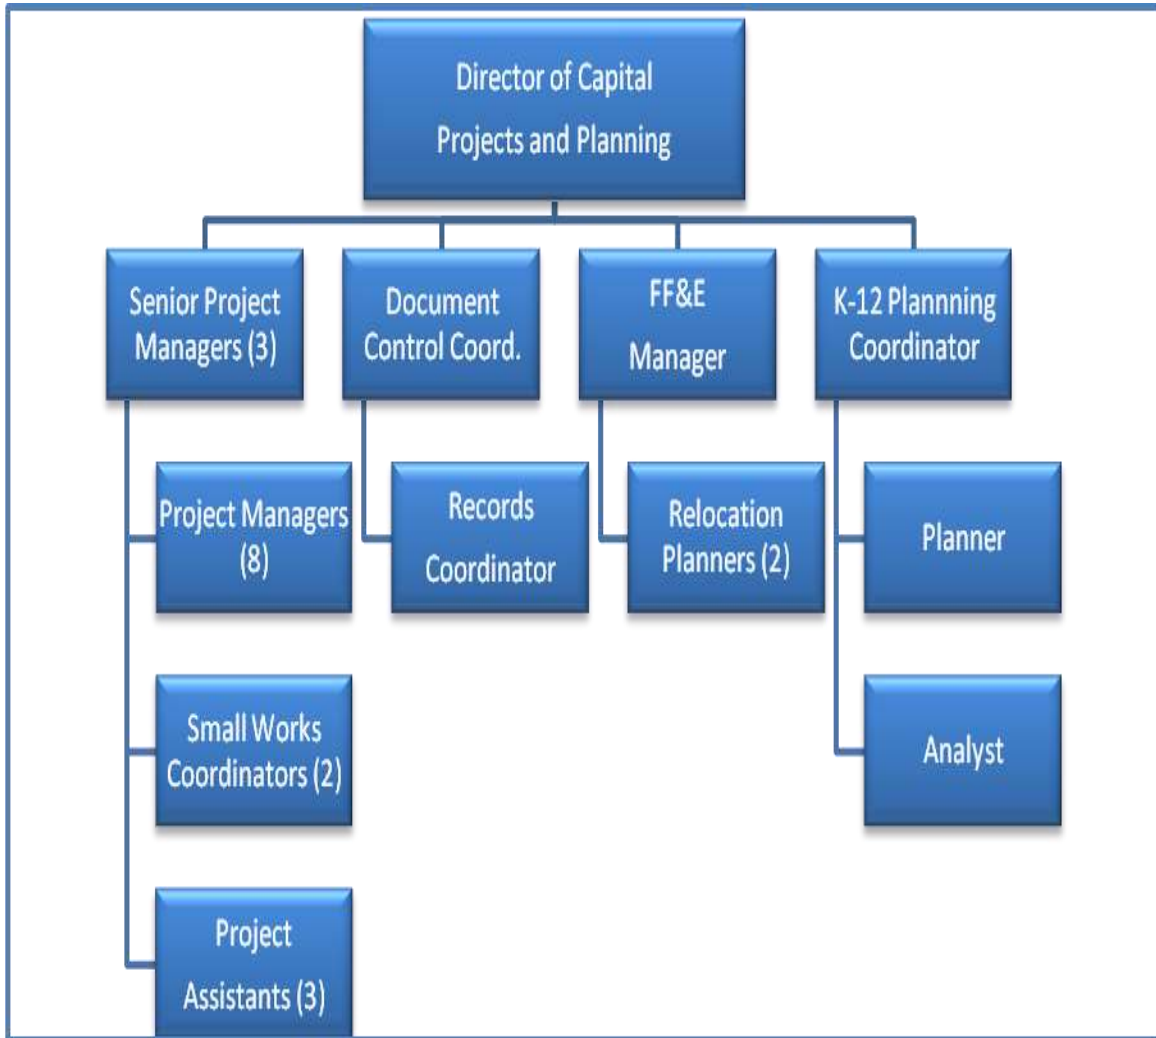 Director of Capital
Projects and Planning
Senior Project
Managers (3)
Document
Control Coord.
FF&E
Manager
K-12 Plannning
Coordinator
Project Managers
(8)
Records
Coordinator
Relocation
Planners (2)
Planner
Small Works
Coordinators (2)
Analyst
Project
Assistants (3)